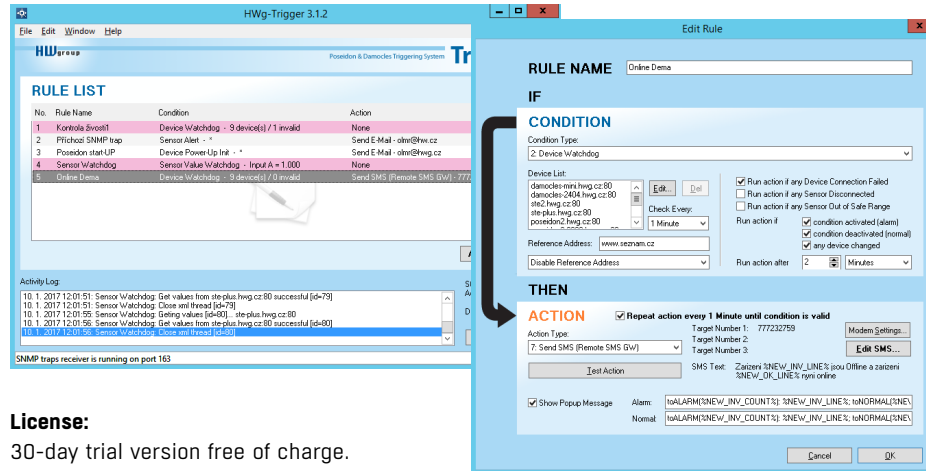 HWg-Trigger 3.1.2
File Edit Window Help
HWgroup
Poseidon & Damocles Triggering System Tr
RULE LIST
No. Rule Name Condition Action
1 Kontrola živosti1 Device Watchdog - 9 device(s) / 1 invalid None
2 Příchozí SNMP trap Sensor Alert - * Send E-Mail - olmr@hw.cz
3 Poseidon start-UP Device Power-Up Init - * Send E-Mail - olmr@hwg.cz
4 Sensor Watchdog Sensor Value Watchdog - Input A = 1.000 None
5 Online Dema Device Watchdog - 9 device(s) / 0 invalid Send SMS (Remote SMS GW) - 777
Activity Log:
10. 1. 2017 12:01:51: Sensor Watchdog: Get values from ste-plus.hwg.cz:80 successful [id=79]
10. 1. 2017 12:01:51: Sensor Watchdog: Close xml thread [id=79]
10. 1. 2017 12:01:55: Sensor Watchdog: Geting values [id=80]... ste-plus.hwg.cz:80
10. 1. 2017 12:01:56: Sensor Watchdog: Get values from ste-plus.hwg.cz:80 successful [id=80]
10. 1. 2017 12:01:56: Sensor Watchdog: Close xml thread [id=80]
SNMP traps receiver is running on port 163
License:
30-day trial version free of charge.
Edit Rule
RULE NAME Online Dema
IF
CONDITION
Condition Type:
2: Device Watchdog
Device List:
damocles-mini.hwg.cz:80
damocles-2404.hwg.cz:80
ste2.hwg.cz:80
ste-plus.hwg.cz:80
poseidon2.hwg.cz:80
Edit... Del
Check Every:
1 Minute
Reference Address: www.seznam.cz
Disable Reference Address
Run action if any Device Connection Failed
Run action if any Sensor Disconnected
Run action if any Sensor Out of Safe Range
Run action if condition activated (alarm)
condition deactivated (normal)
any device changed
Run action after 2 Minutes
THEN
ACTION Repeat action every 1 Minute until condition is valid
Action Type:
7: Send SMS (Remote SMS GW)
Test Action
Target Number 1: 777232759
Target Number 2:
Target Number 3:
Modem Settings...
Edit SMS...
SMS Text: Zarizeni %NEW_INV_LINE% jsou Offline a zarizeni
%NEW_OK_LINE% nyni online
Show Popup Message Alarm: toALARM(%NEW_INV_COUNT%): %NEW_INV_LINE%; toNORMAL(%NE
Normal: toALARM(%NEW_INV_COUNT%): %NEW_INV_LINE%; toNORMAL(%NE
Cancel OK